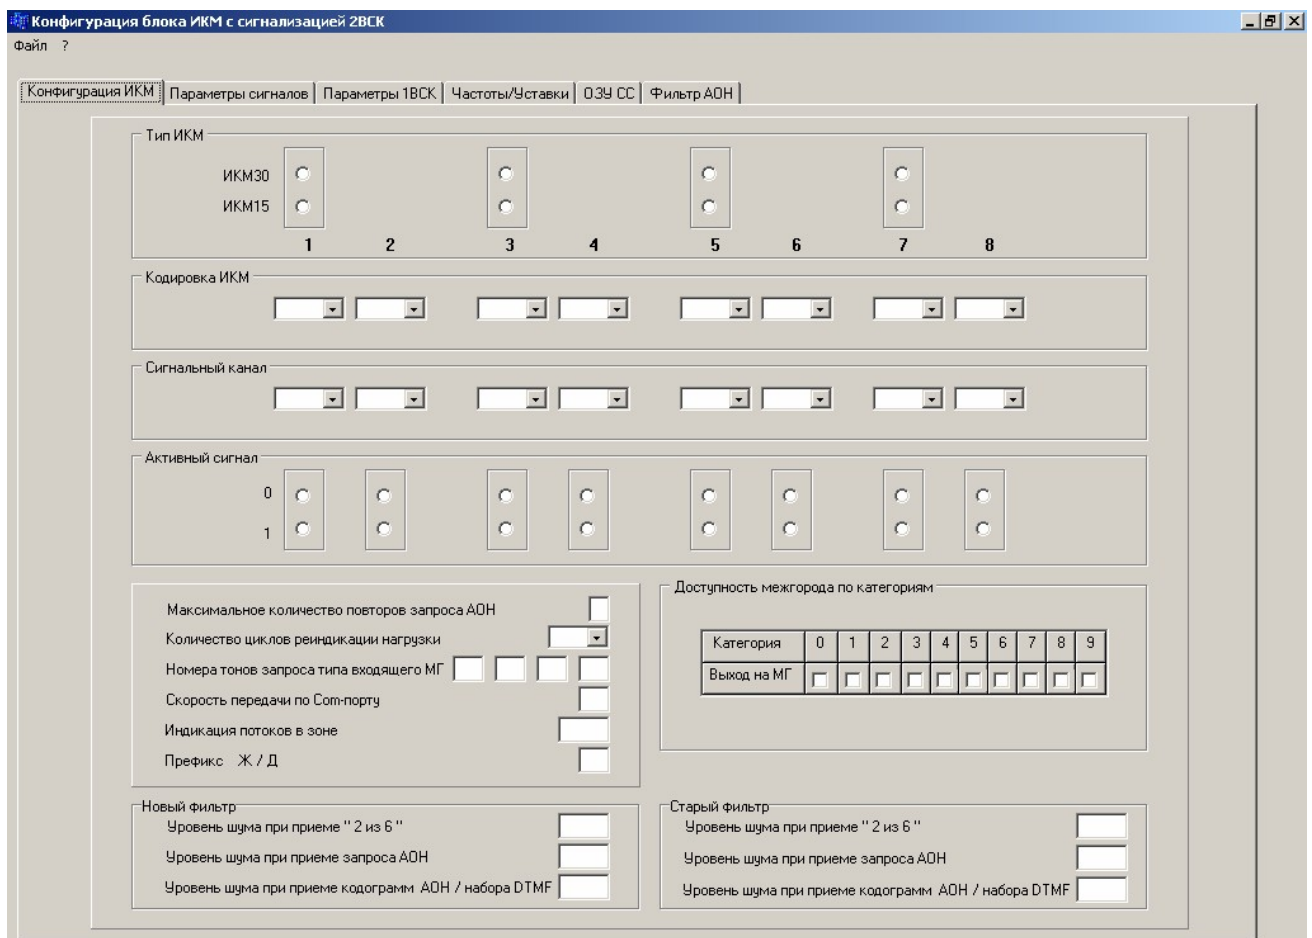 Конфигурация блока ИКМ с сигнализацией 2ВСК
Файл ?
Конфигурация ИКМ Параметры сигналов Параметры 1ВСК Частоты/Уставки ОЗУ СС Фильтр АОН
Тип ИКМ
ИКМ30
ИКМ15
1 2 3 4 5 6 7 8
Кодировка ИКМ
Сигнальный канал
Активный сигнал
0
1
Максимальное количество повторов запроса АОН
Количество циклов реиндикации нагрузки
Номера тонов запроса типа входящего МГ
Скорость передачи по Com-порту
Индикация потоков в зоне
Префикс Ж / Д
Доступность межгорода по категориям
Категория 0 1 2 3 4 5 6 7 8 9
Выход на МГ
Новый фильтр
Уровень шума при приеме " 2 из 6 "
Уровень шума при приеме запроса АОН
Уровень шума при приеме кодограмм АОН / набора DTMF
Старый фильтр
Уровень шума при приеме " 2 из 6 "
Уровень шума при приеме запроса АОН
Уровень шума при приеме кодограмм АОН / набора DTMF